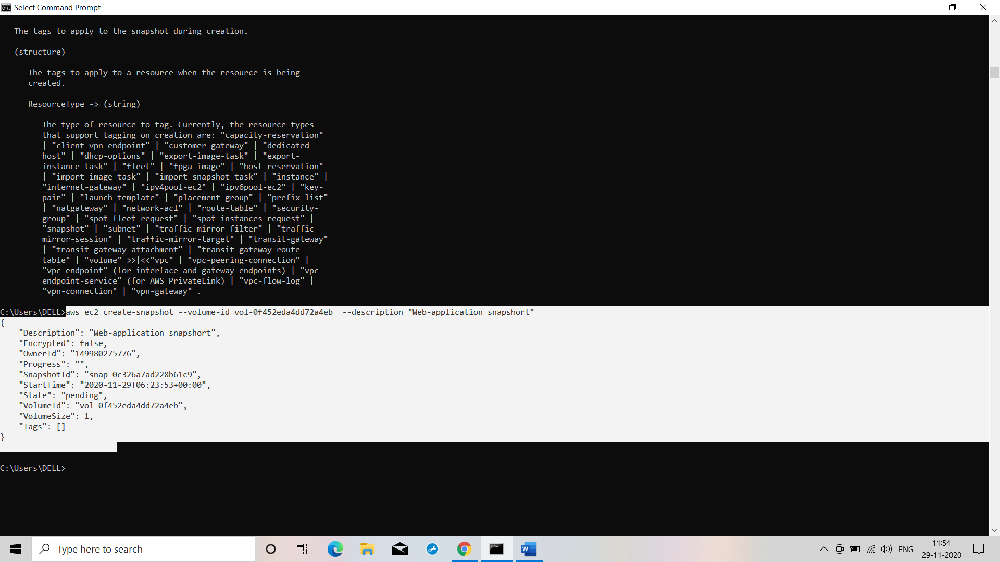 Select Command Prompt
The tags to apply to the snapshot during creation.
(structure)
The tags to apply to a resource when the resource is being
created.
ResourceType -> (string)
The type of resource to tag. Currently, the resource types
that support tagging on creation are: "capacity-reservation"
| "client-vpn-endpoint" | "customer-gateway" | "dedicated-
host" | "dhcp-options" | "export-image-task" | "export-
instance-task" | "fleet" | "fpga-image" | "host-reservation"
| "import-image-task" | "import-snapshot-task" | "instance" |
"internet-gateway" | "ipv4pool-ec2" | "ipv6pool-ec2" | "key-
pair" | "launch-template" | "placement-group" | "prefix-list"
| "natgateway" | "network-acl" | "route-table" | "security-
group" | "spot-fleet-request" | "spot-instances-request" |
"snapshot" | "subnet" | "traffic-mirror-filter" | "traffic-
mirror-session" | "traffic-mirror-target" | "transit-gateway"
| "transit-gateway-attachment" | "transit-gateway-route-
table" | "volume" >>|<<"vpc" | "vpc-peering-connection" |
"vpc-endpoint" (for interface and gateway endpoints) | "vpc-
endpoint-service" (for AWS PrivateLink) | "vpc-flow-log" |
"vpn-connection" | "vpn-gateway" .
C:\Users\DELL>aws ec2 create-snapshot --volume-id vol-0f452eda4dd72a4eb  --description "Web-application snapshort"
{
"Description": "Web-application snapshort",
"Encrypted": false,
"OwnerId": "149980275776",
"Progress": "",
"SnapshotId": "snap-0c326a7ad228b61c9",
"StartTime": "2020-11-29T06:23:53+00:00",
"State": "pending",
"VolumeId": "vol-0f452eda4dd72a4eb",
"VolumeSize": 1,
"Tags": []
}
C:\Users\DELL>
Type here to search
ENG
11:54
29-11-2020